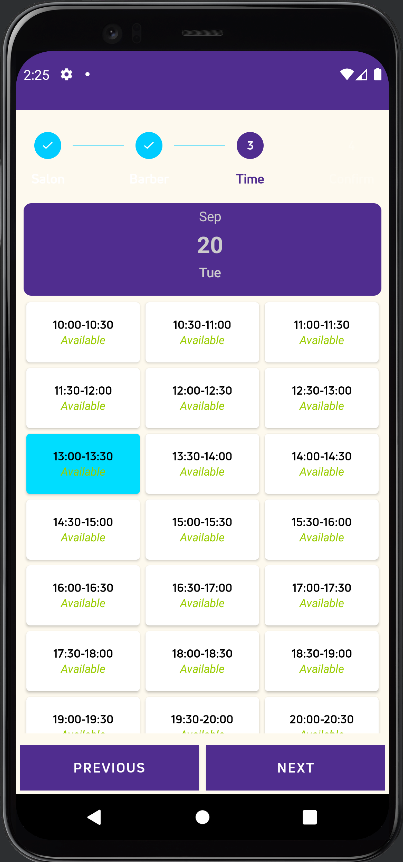 2:25
3
Salon Barber Time
Sep
20
Tue
10:00-10:30 10:30-11:00 11:00-11:30
Available Available Available
11:30-12:00 12:00-12:30 12:30-13:00
Available Available Available
13:00-13:30 13:30-14:00 14:00-14:30
Available Available Available
14:30-15:00 15:00-15:30 15:30-16:00
Available Available Available
16:00-16:30 16:30-17:00 17:00-17:30
Available Available Available
17:30-18:00 18:00-18:30 18:30-19:00
Available Available Available
19:00-19:30 19:30-20:00 20:00-20:30
Available Available Available
PREVIOUS NEXT